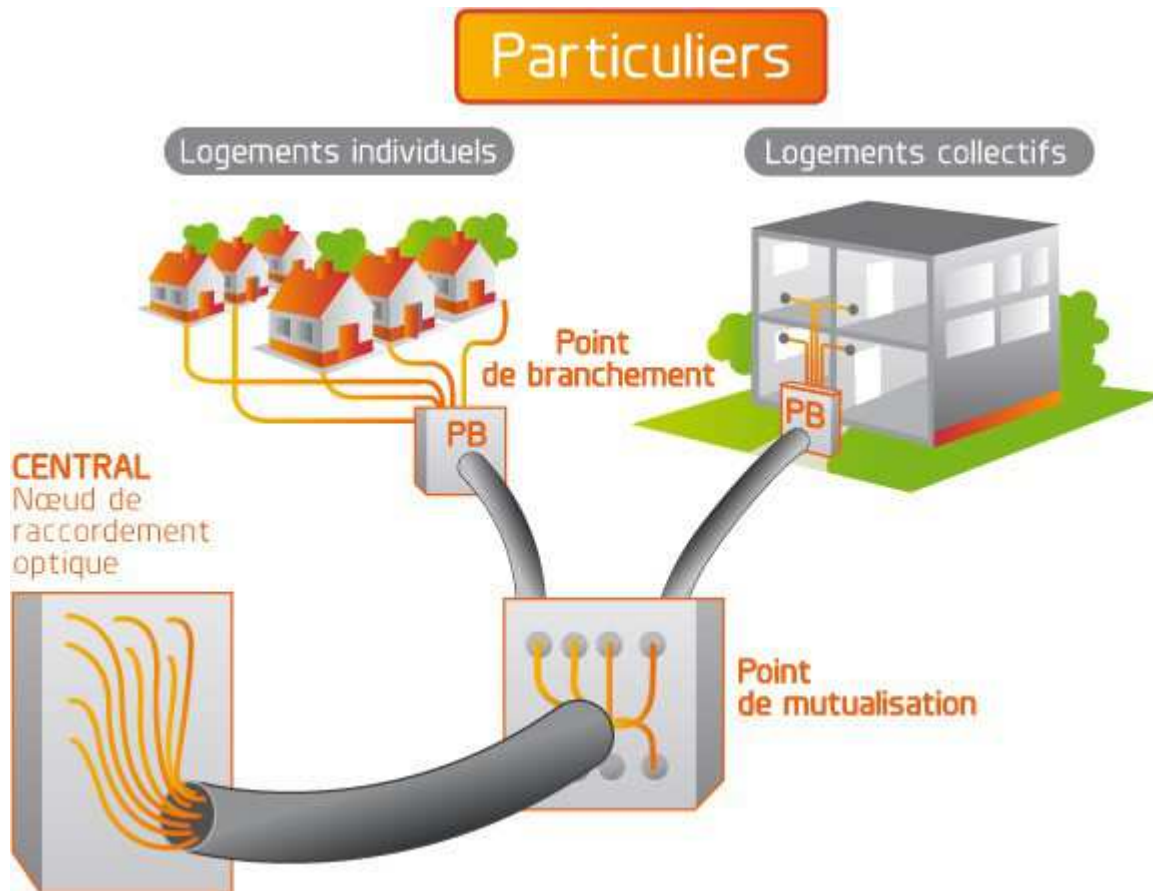 Particuliers
Logements individuels
Logements collectifs
Point
de branchement
PB
PB
CENTRAL
Nœud de
raccordement
optique
Point
de mutualisation